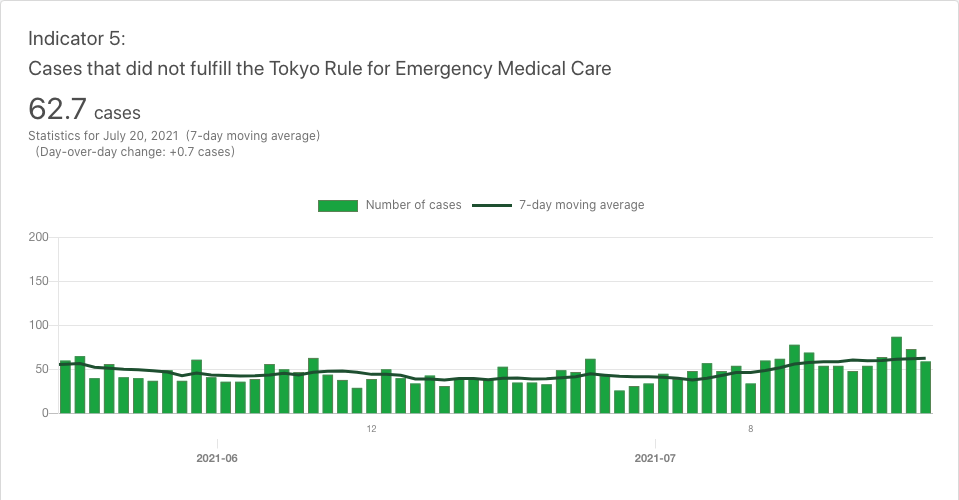 Indicator 5:
Cases that did not fulfill the Tokyo Rule for Emergency Medical Care
62.7 cases
Statistics for July 20, 2021 (7-day moving average)
(Day-over-day change: +0.7 cases)
Number of cases 7-day moving average
200
150
100
50
0
12 8
2021-06 2021-07